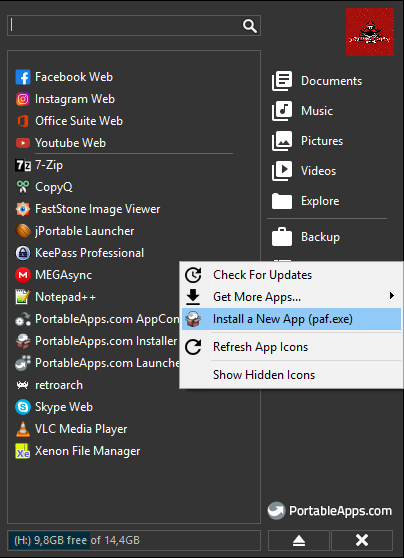 Facebook Web
Instagram Web
Office Suite Web
Youtube Web
7-Zip
CopyQ
FastStone Image Viewer
jPortable Launcher
KeePass Professional
MEGAsync
Notepad++
PortableApps.com AppCom
PortableApps.com Installer
PortableApps.com Launche
retroarch
Skype Web
VLC Media Player
Xenon File Manager
(H:) 9,8GB free of 14,4GB
Documents
Music
Pictures
Videos
Explore
Backup
Check For Updates
Get More Apps...
Install a New App (paf.exe)
Refresh App Icons
Show Hidden Icons
PortableApps.com